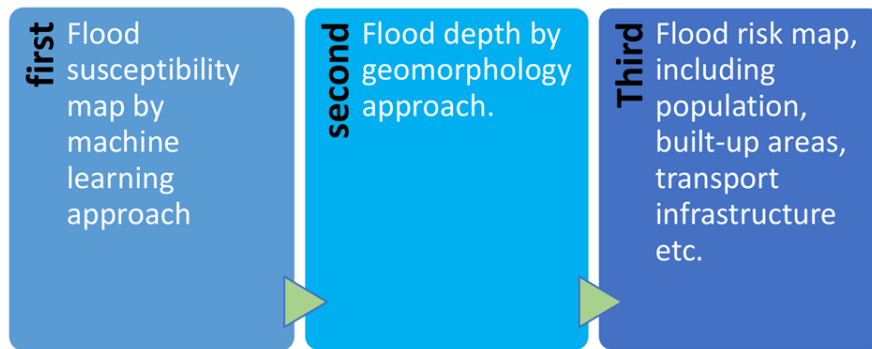 first
Flood
susceptibility
map by
machine
learning
approach
second
Flood depth by
geomorphology
approach.
Third
Flood risk map,
including
population,
built-up areas,
transport
infrastructure
etc.